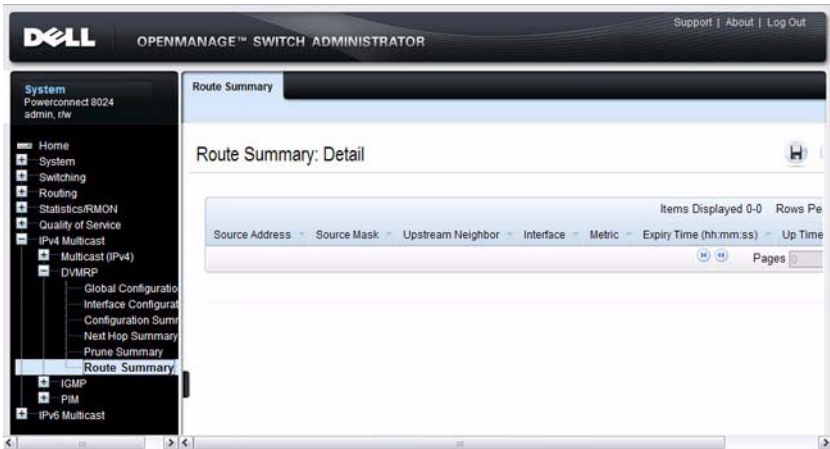 DELL
OPENMANAGE™ SWITCH ADMINISTRATOR
Support | About | Log Out
System
Powerconnect 8024
admin, r/w
Home
System
Switching
Routing
Statistics/RMON
Quality of Service
IPv4 Multicast
Multicast (IPv4)
DVMRP
Global Configuratio
Interface Configurat
Configuration Summ
Next Hop Summary
Prune Summary
Route Summary
IGMP
PIM
IPv6 Multicast
Route Summary
Route Summary: Detail
Items Displayed 0-0 Rows Pe
Source Address Source Mask Upstream Neighbor Interface Metric Expiry Time (hh:mm:ss) Up Time
Pages 0